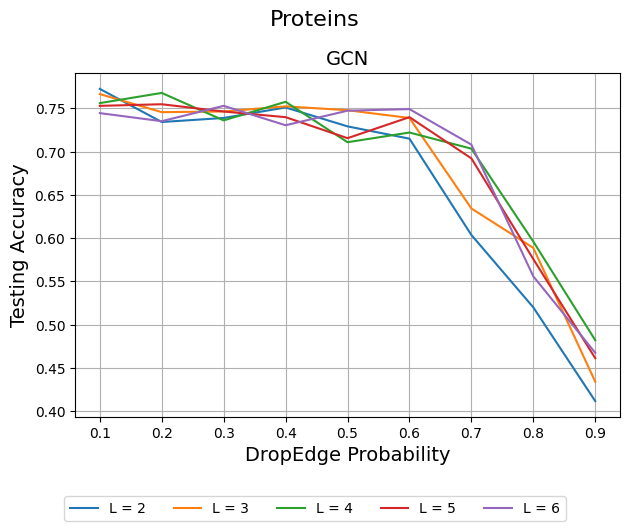 Proteins
GCN
Testing Accuracy
0.75
0.70
0.65
0.60
0.55
0.50
0.45
0.40
0.1 0.2 0.3 0.4 0.5 0.6 0.7 0.8 0.9
DropEdge Probability
L = 2 L = 3 L = 4 L = 5 L = 6